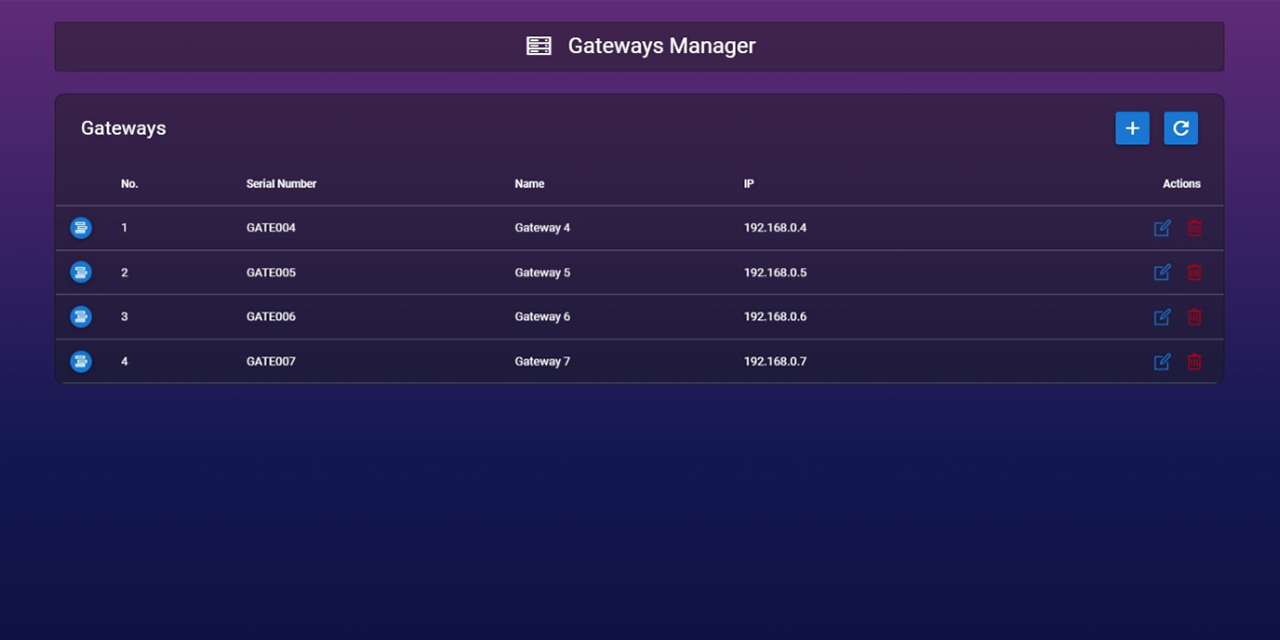 Gateways Manager
Gateways
No. Serial Number Name IP Actions
1 GATE004 Gateway 4 192.168.0.4
2 GATE005 Gateway 5 192.168.0.5
3 GATE006 Gateway 6 192.168.0.6
4 GATE007 Gateway 7 192.168.0.7